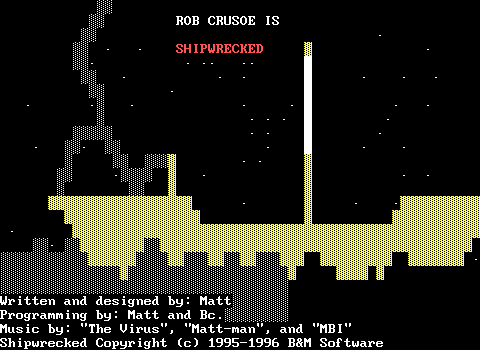 ROB CRUSOE IS
SHIPWRECKED
Written and designed by: Matt
Programming by: Matt and Bc.
Music by: "The Virus", "Matt-man", and "MBI"
Shipwrecked Copyright (c) 1995-1996 B&M Software